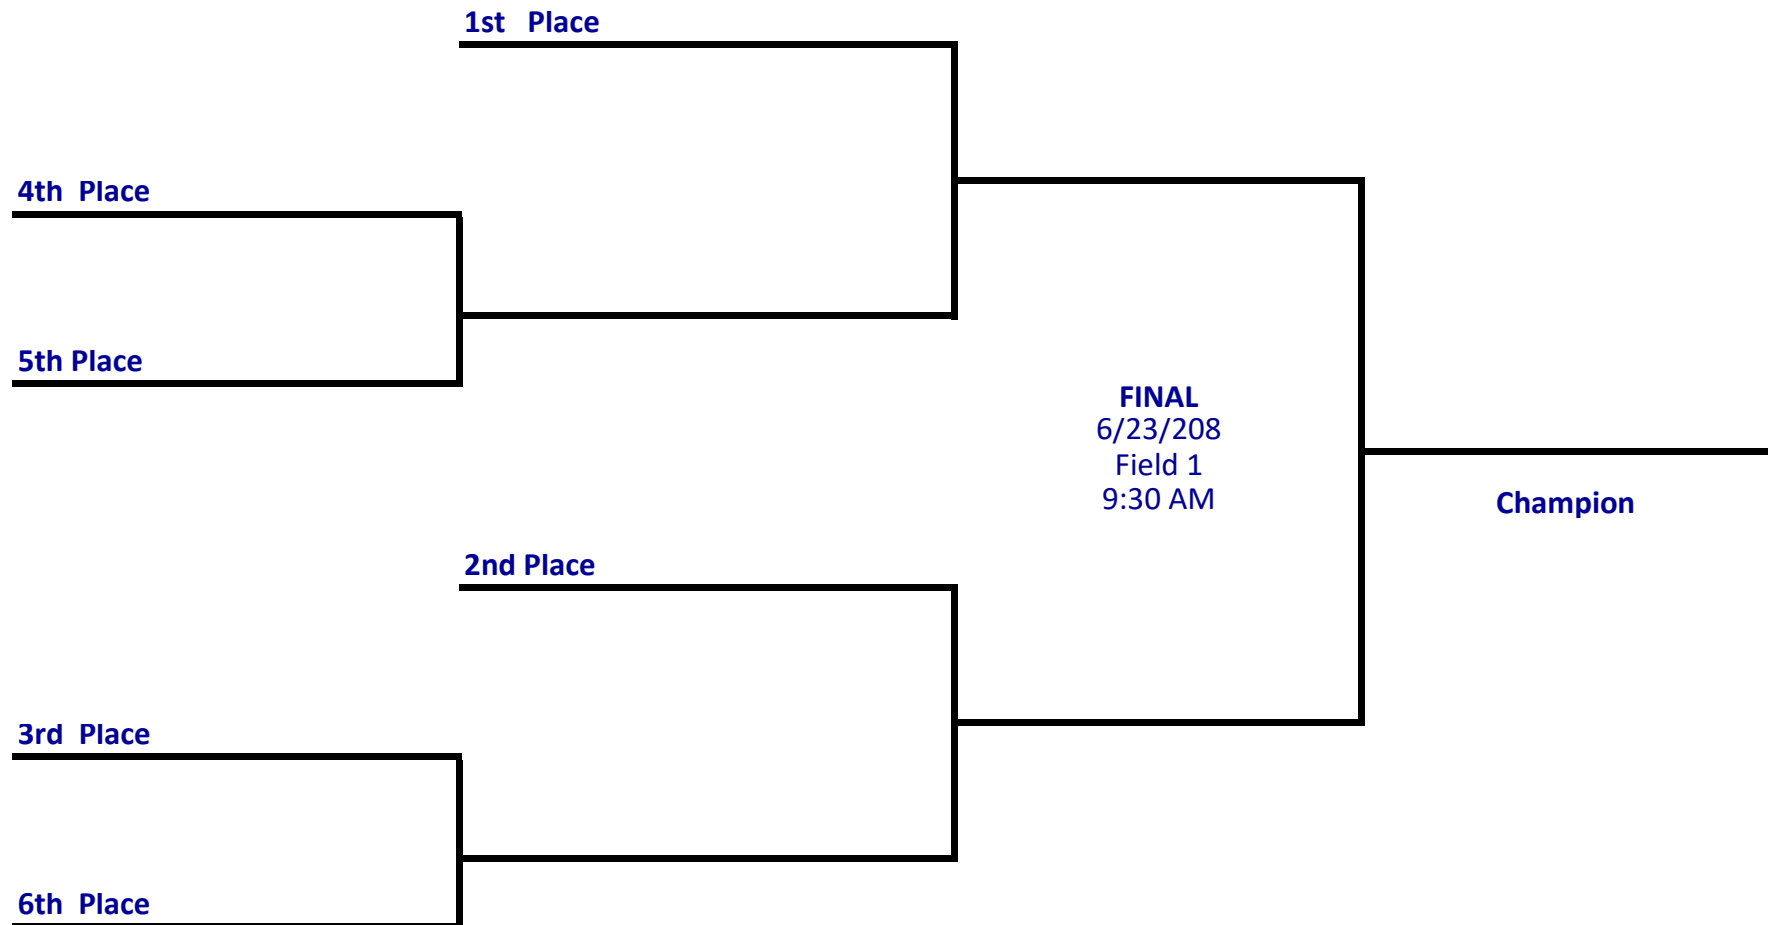 1st Place
4th Place
5th Place
FINAL
6/23/208
Field 1
9:30 AM
Champion
2nd Place
3rd Place
6th Place